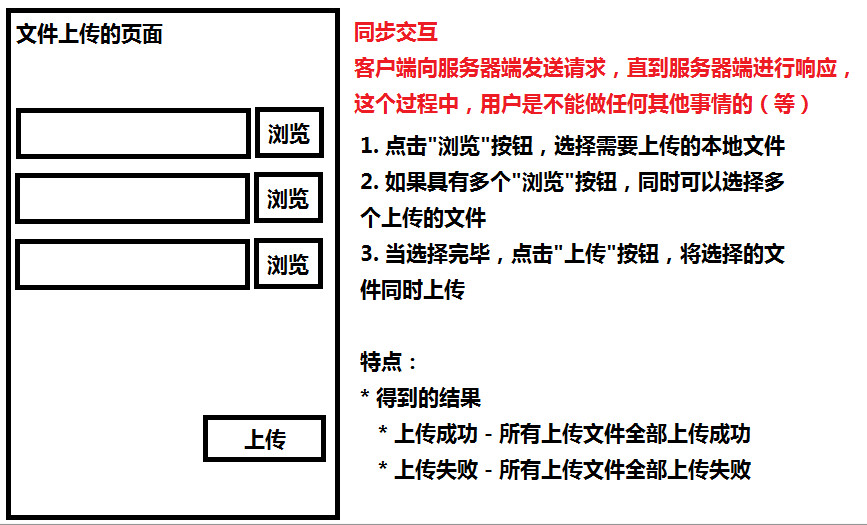 文件上传的页面
浏览
浏览
浏览
上传
同步交互
客户端向服务器端发送请求，直到服务器端进行响应，
这个过程中，用户是不能做任何其他事情的（等）
1. 点击"浏览"按钮，选择需要上传的本地文件
2. 如果具有多个"浏览"按钮，同时可以选择多
个上传的文件
3. 当选择完毕，点击"上传"按钮，将选择的文
件同时上传
特点：
* 得到的结果
* 上传成功 - 所有上传文件全部上传成功
* 上传失败 - 所有上传文件全部上传失败